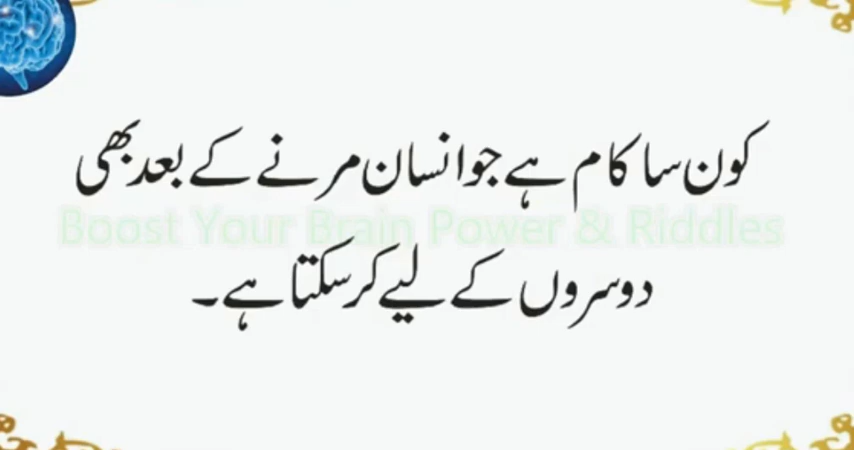 کون سا کام ہے جو انسان مرنے کے بعد بھی
Boost Your Brain Power & Riddles
دوسروں کے لیے کر سکتا ہے۔